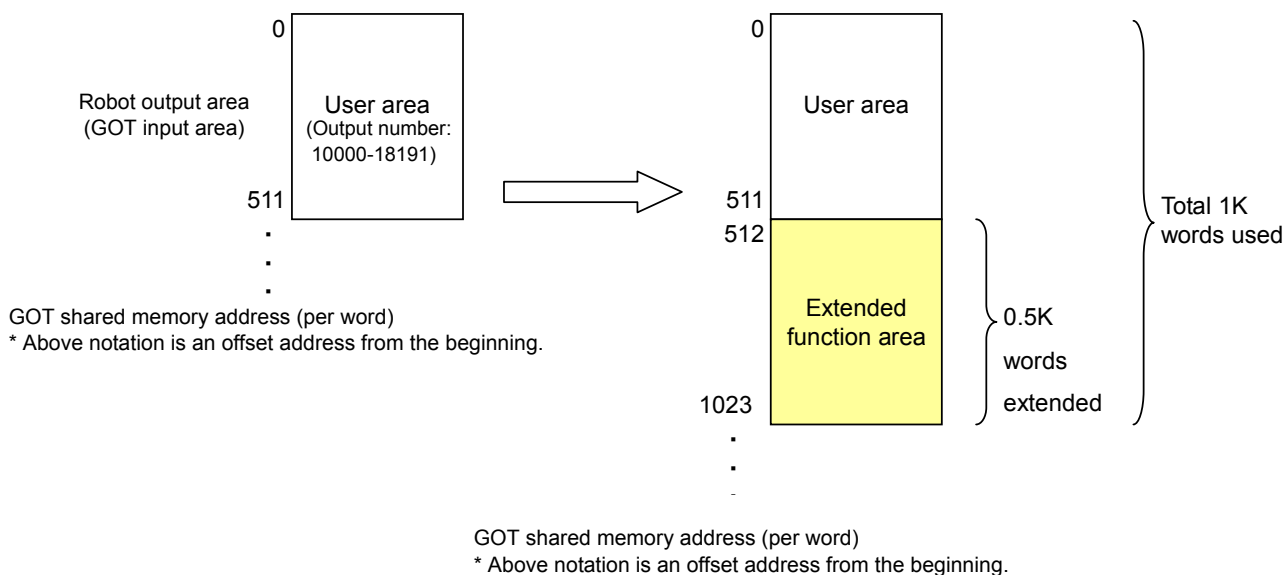 0
Robot output area
(GOT input area)
User area
(Output number:
10000-18191)
511
.
.
.
GOT shared memory address (per word)
* Above notation is an offset address from the beginning.
0
User area
511
512
Extended
function area
1023
.
.
.
0.5K
words
extended
Total 1K
words used
GOT shared memory address (per word)
* Above notation is an offset address from the beginning.